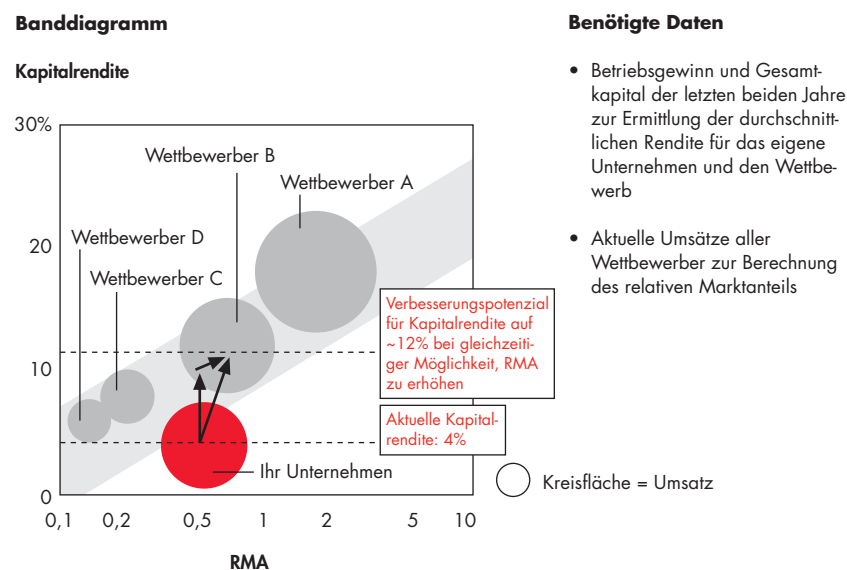 Banddiagramm
Kapitalrendite
30%
20
10
0
0,1
0,2
0,5
1
2
5
10
RMA
Wettbewerber B
Wettbewerber A
Wettbewerber D
Wettbewerber C
Verbesserungspotenzial
für Kapitalrendite auf
~12% bei gleichzeiti-
ger Möglichkeit, RMA
zu erhöhen
Aktuelle Kapital-
rendite: 4%
Ihr Unternehmen
Kreisfläche = Umsatz
Benötigte Daten
• Betriebsgewinn und Gesamt-
kapital der letzten beiden Jahre
zur Ermittlung der durchschnitt-
lichen Rendite für das eigene
Unternehmen und den Wettbe-
werb
• Aktuelle Umsätze aller
Wettbewerber zur Berechnung
des relativen Marktanteils